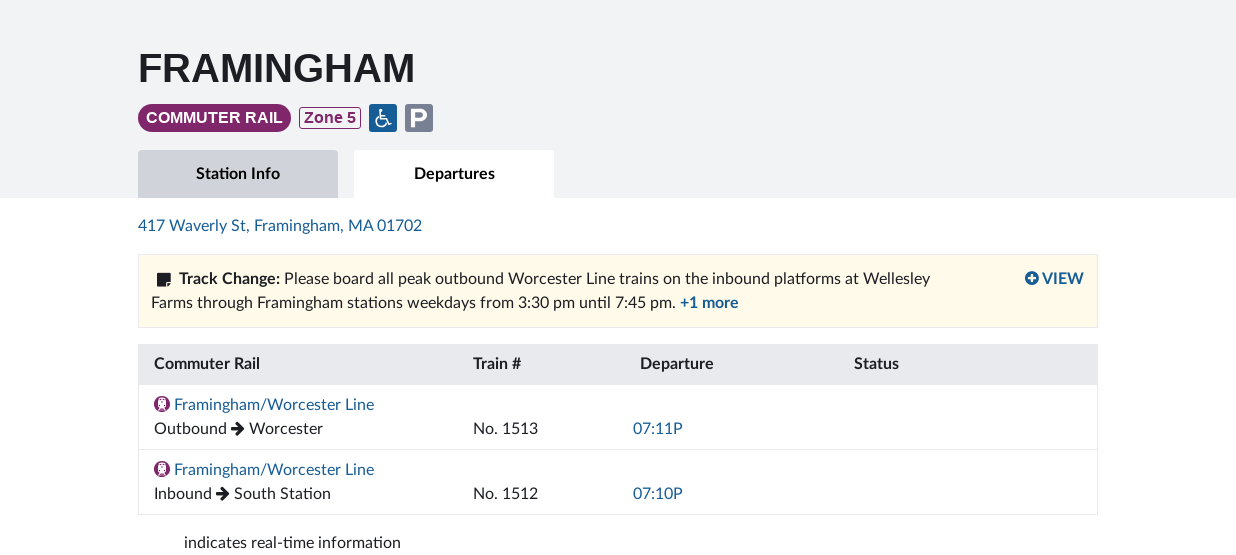 FRAMINGHAM
COMMUTER RAIL Zone 5 P
Station Info Departures
417 Waverly St, Framingham, MA 01702
Track Change: Please board all peak outbound Worcester Line trains on the inbound platforms at Wellesley VIEW
Farms through Framingham stations weekdays from 3:30 pm until 7:45 pm. +1 more
Commuter Rail Train # Departure Status
Framingham/Worcester Line
Outbound → Worcester No. 1513 07:11P
Framingham/Worcester Line
Inbound → South Station No. 1512 07:10P
indicates real-time information